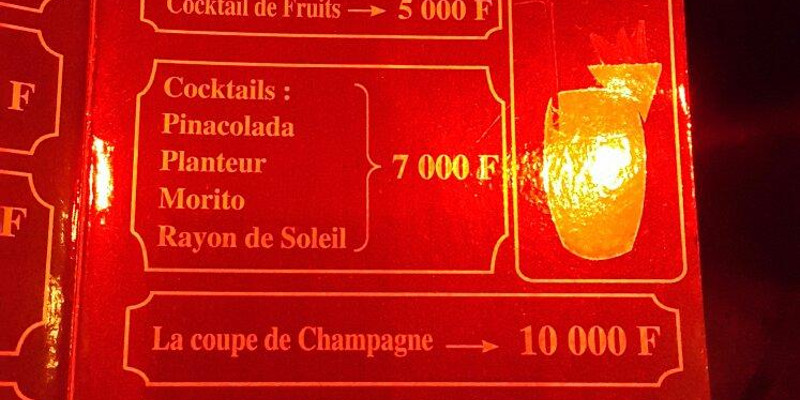 Cocktail de Fruits → 5 000 F
F
Cocktails :
Pinacolada
Planteur
Morito
Rayon de Soleil
7 000 F
F
La coupe de Champagne → 10 000 F